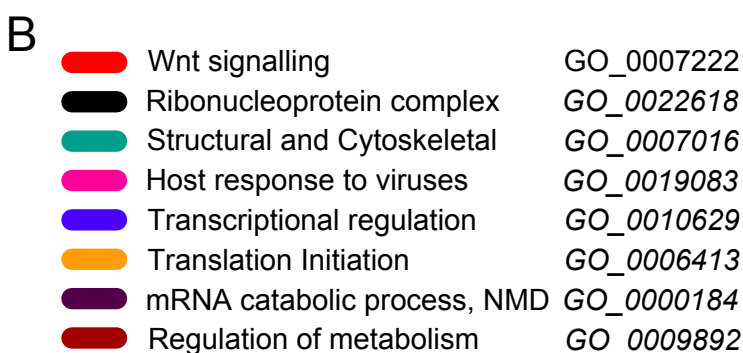 B
Wnt signalling GO_0007222
Ribonucleoprotein complex GO_0022618
Structural and Cytoskeletal GO_0007016
Host response to viruses GO_0019083
Transcriptional regulation GO_0010629
Translation Initiation GO_0006413
mRNA catabolic process, NMD GO_0000184
Regulation of metabolism GO_0009892